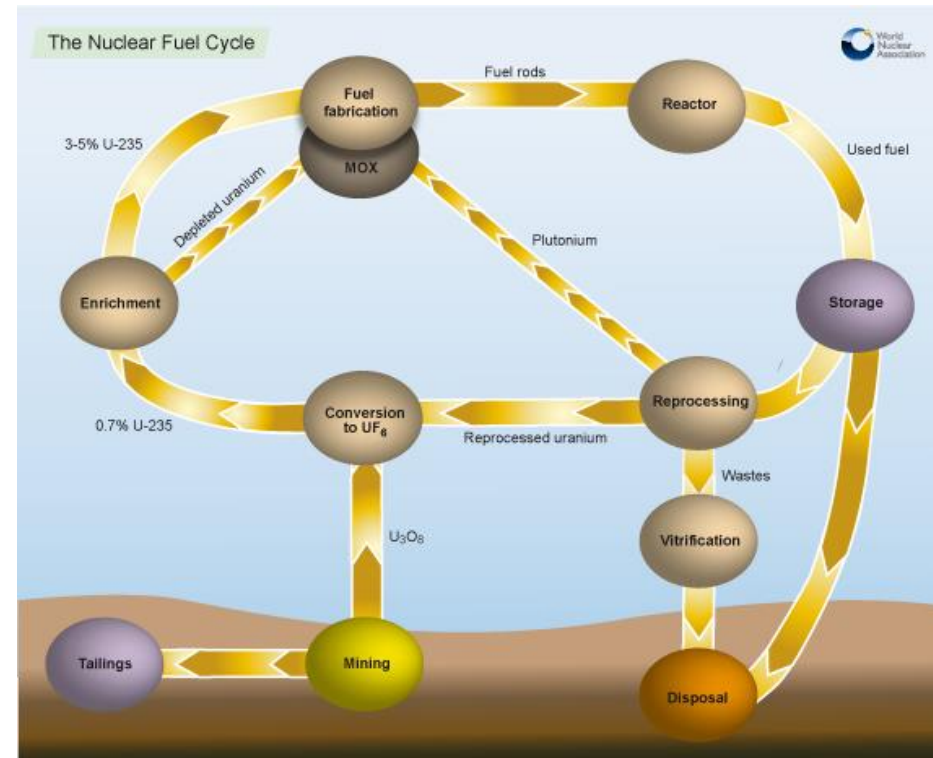 The Nuclear Fuel Cycle
World
Nuclear
Association
Fuel
fabrication
MOX
Fuel rods
Reactor
3-5% U-235
Used fuel
Depleted uranium
Plutonium
Enrichment
Storage
Conversion
to UF₆
Reprocessing
0.7% U-235
Reprocessed uranium
Wastes
U₃O₈
Vitrification
Tailings
Mining
Disposal